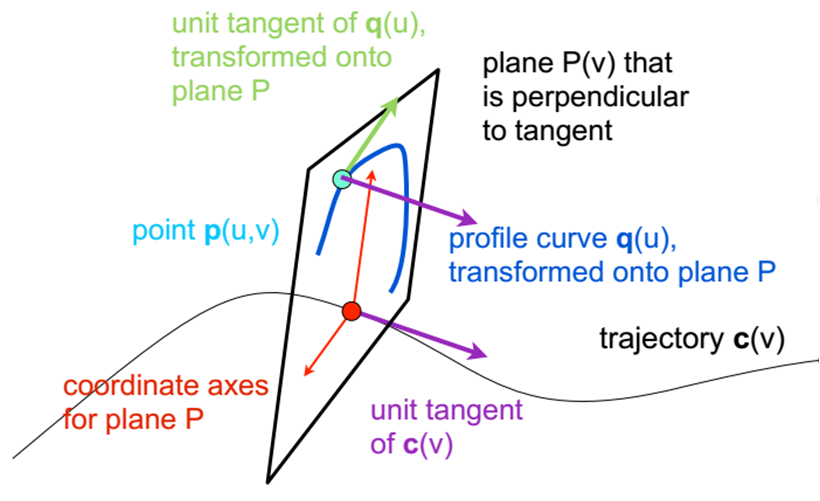 unit tangent of q(u),
transformed onto
plane P
plane P(v) that
is perpendicular
to tangent
point p(u,v)
profile curve q(u),
transformed onto plane P
trajectory c(v)
coordinate axes
for plane P
unit tangent
of c(v)